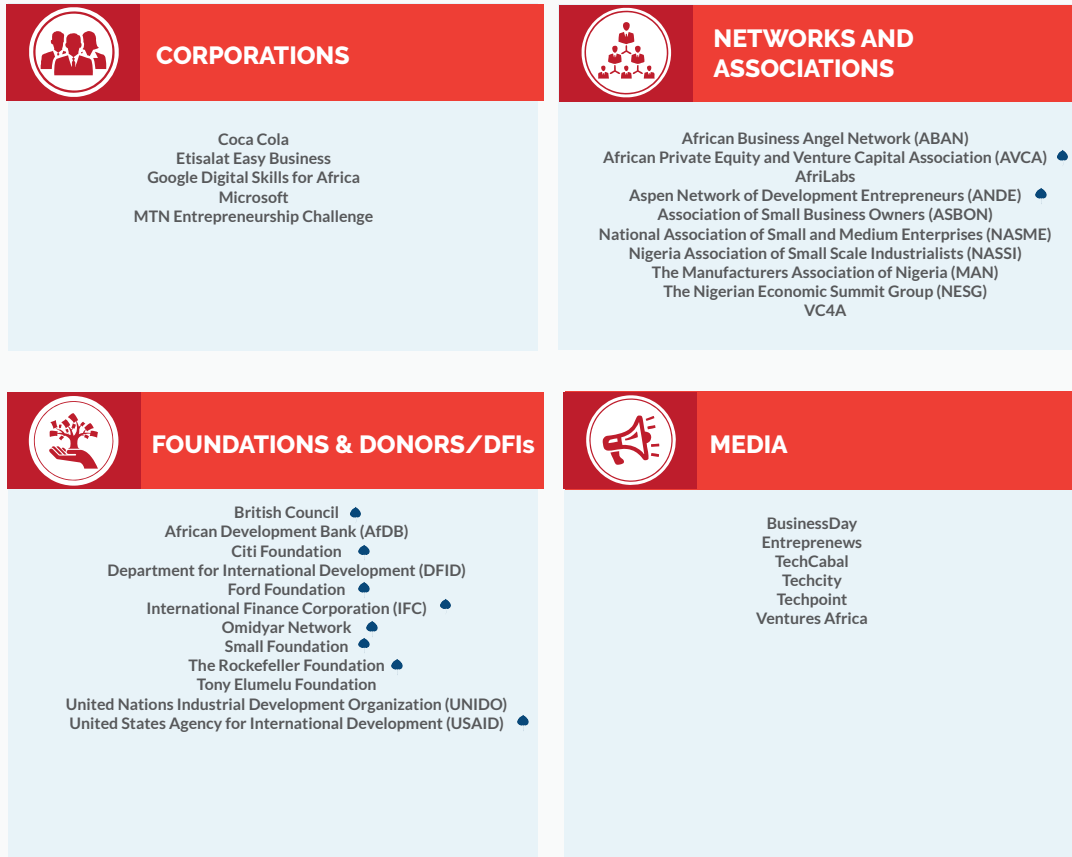 CORPORATIONS
Coca Cola
Etisalat Easy Business
Google Digital Skills for Africa
Microsoft
MTN Entrepreneurship Challenge
NETWORKS AND
ASSOCIATIONS
African Business Angel Network (ABAN)
African Private Equity and Venture Capital Association (AVCA)
AfriLabs
Aspen Network of Development Entrepreneurs (ANDE)
Association of Small Business Owners (ASBON)
National Association of Small and Medium Enterprises (NASME)
Nigeria Association of Small Scale Industrialists (NASSI)
The Manufacturers Association of Nigeria (MAN)
The Nigerian Economic Summit Group (NESG)
VC4A
FOUNDATIONS & DONORS/DFIs
British Council
African Development Bank (AfDB)
Citi Foundation
Department for International Development (DFID)
Ford Foundation
International Finance Corporation (IFC)
Omidyar Network
Small Foundation
The Rockefeller Foundation
Tony Elumelu Foundation
United Nations Industrial Development Organization (UNIDO)
United States Agency for International Development (USAID)
MEDIA
BusinessDay
Entreprenews
TechCabal
Techcity
Techpoint
Ventures Africa